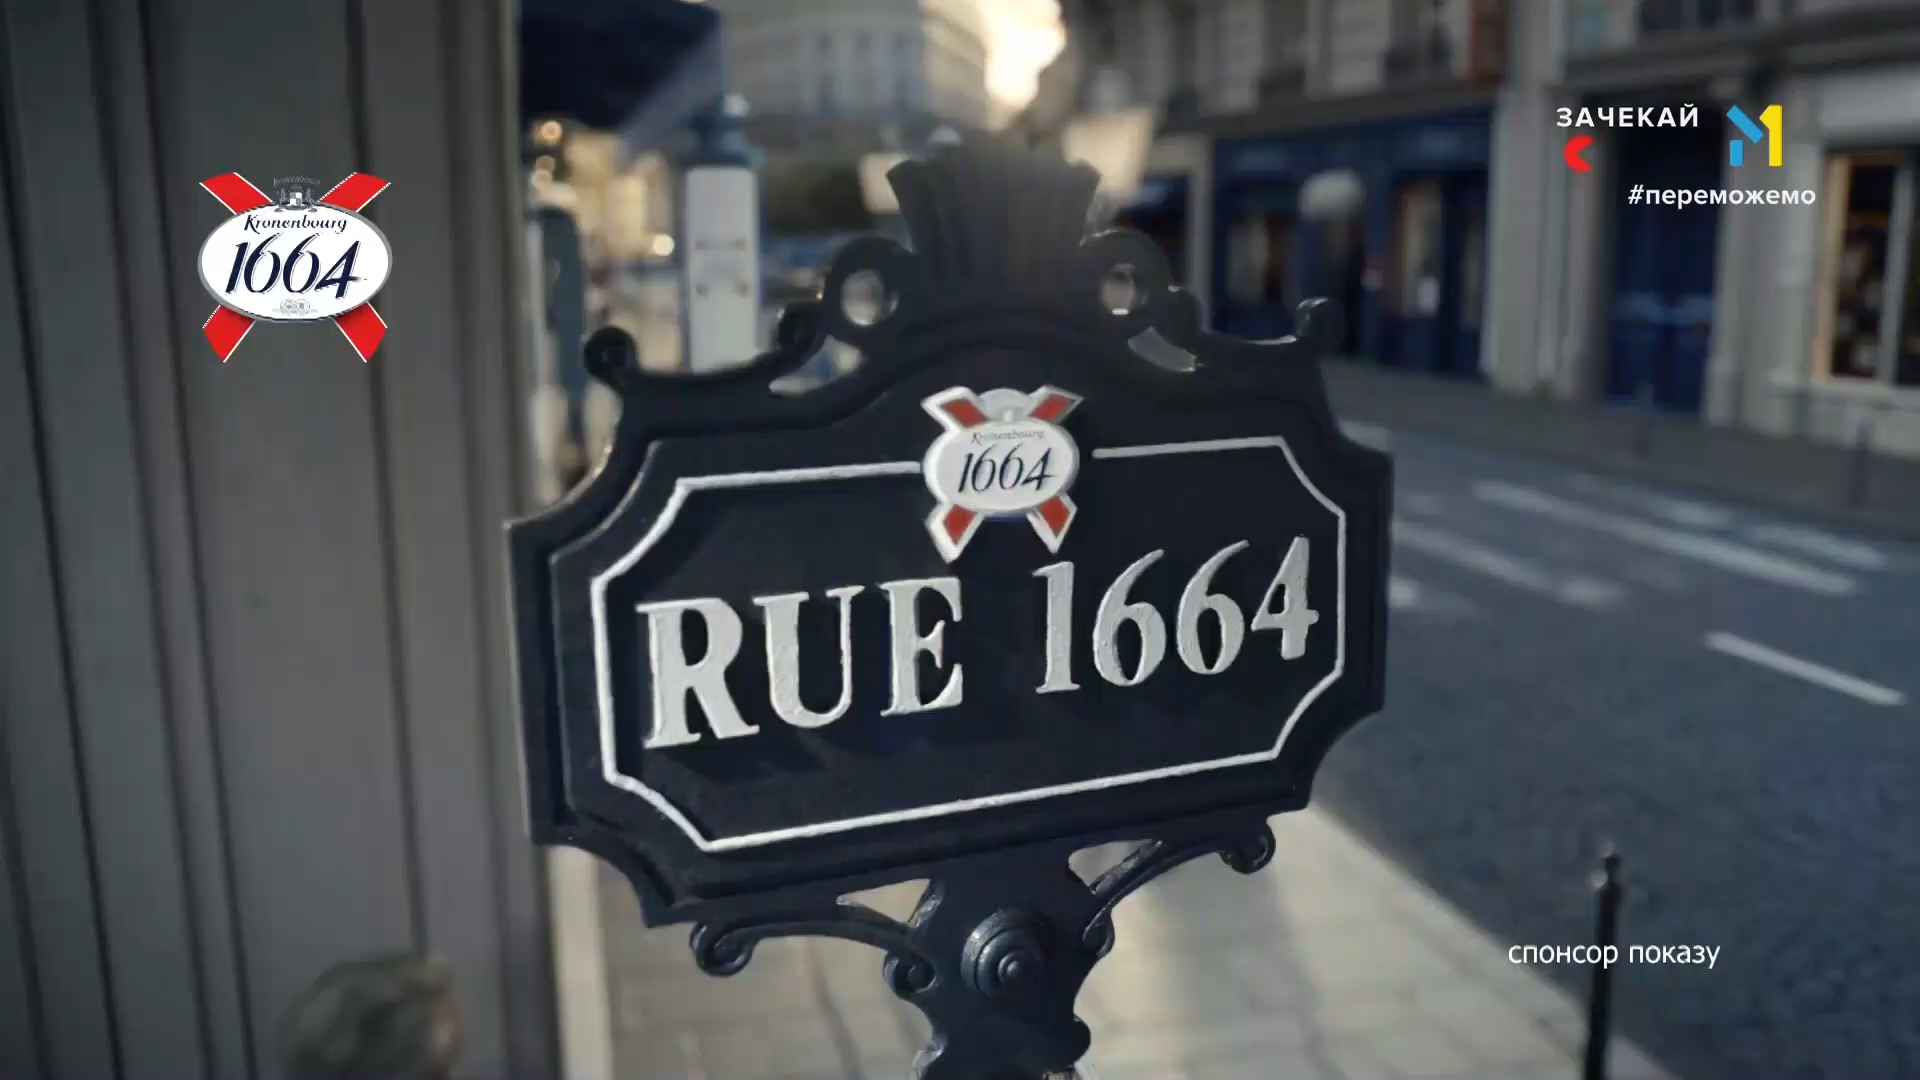 ЗАЧЕКАЙ
#переможемо
Kronenbourg
1664
Kronenbourg
1664
RUE 1664
спонсор показу